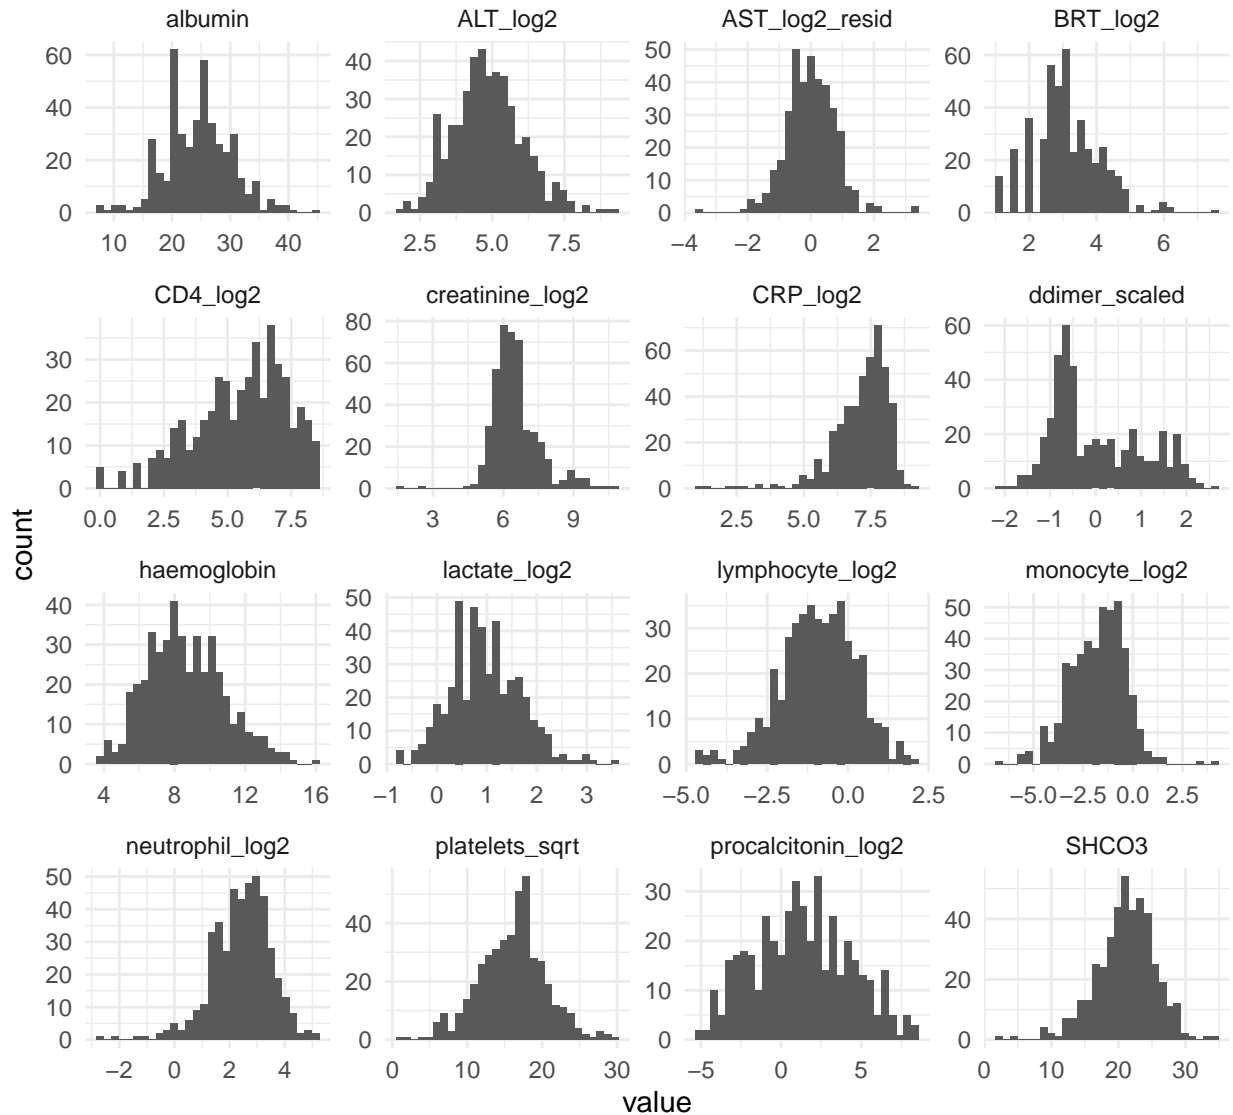 albumin ALT_log2 AST_log2_resid BRT_log2
60 40 20 0 10 20 30 40
40 30 20 10 0 2.5 5.0 7.5
50 40 30 20 10 0 −4 −2 0 2
60 40 20 0 2 4 6
CD4_log2 creatinine_log2 CRP_log2 ddimer_scaled
30 20 10 0 0.0 2.5 5.0 7.5
80 60 40 20 0 3 6 9
60 40 20 0 2.5 5.0 7.5
60 40 20 0 −2 −1 0 1 2
count
haemoglobin lactate_log2 lymphocyte_log2 monocyte_log2
40 30 20 10 0 4 8 12 16
50 40 30 20 10 0 −1 0 1 2 3
30 20 10 0 −5.0 −2.5 0.0 2.5
50 40 30 20 10 0 −5.0 −2.5 0.0 2.5
neutrophil_log2 platelets_sqrt procalcitonin_log2 SHCO3
50 40 30 20 10 0 −2 0 2 4
40 20 0 0 10 20 30
30 20 10 0 −5 0 5
40 20 0 0 10 20 30
value